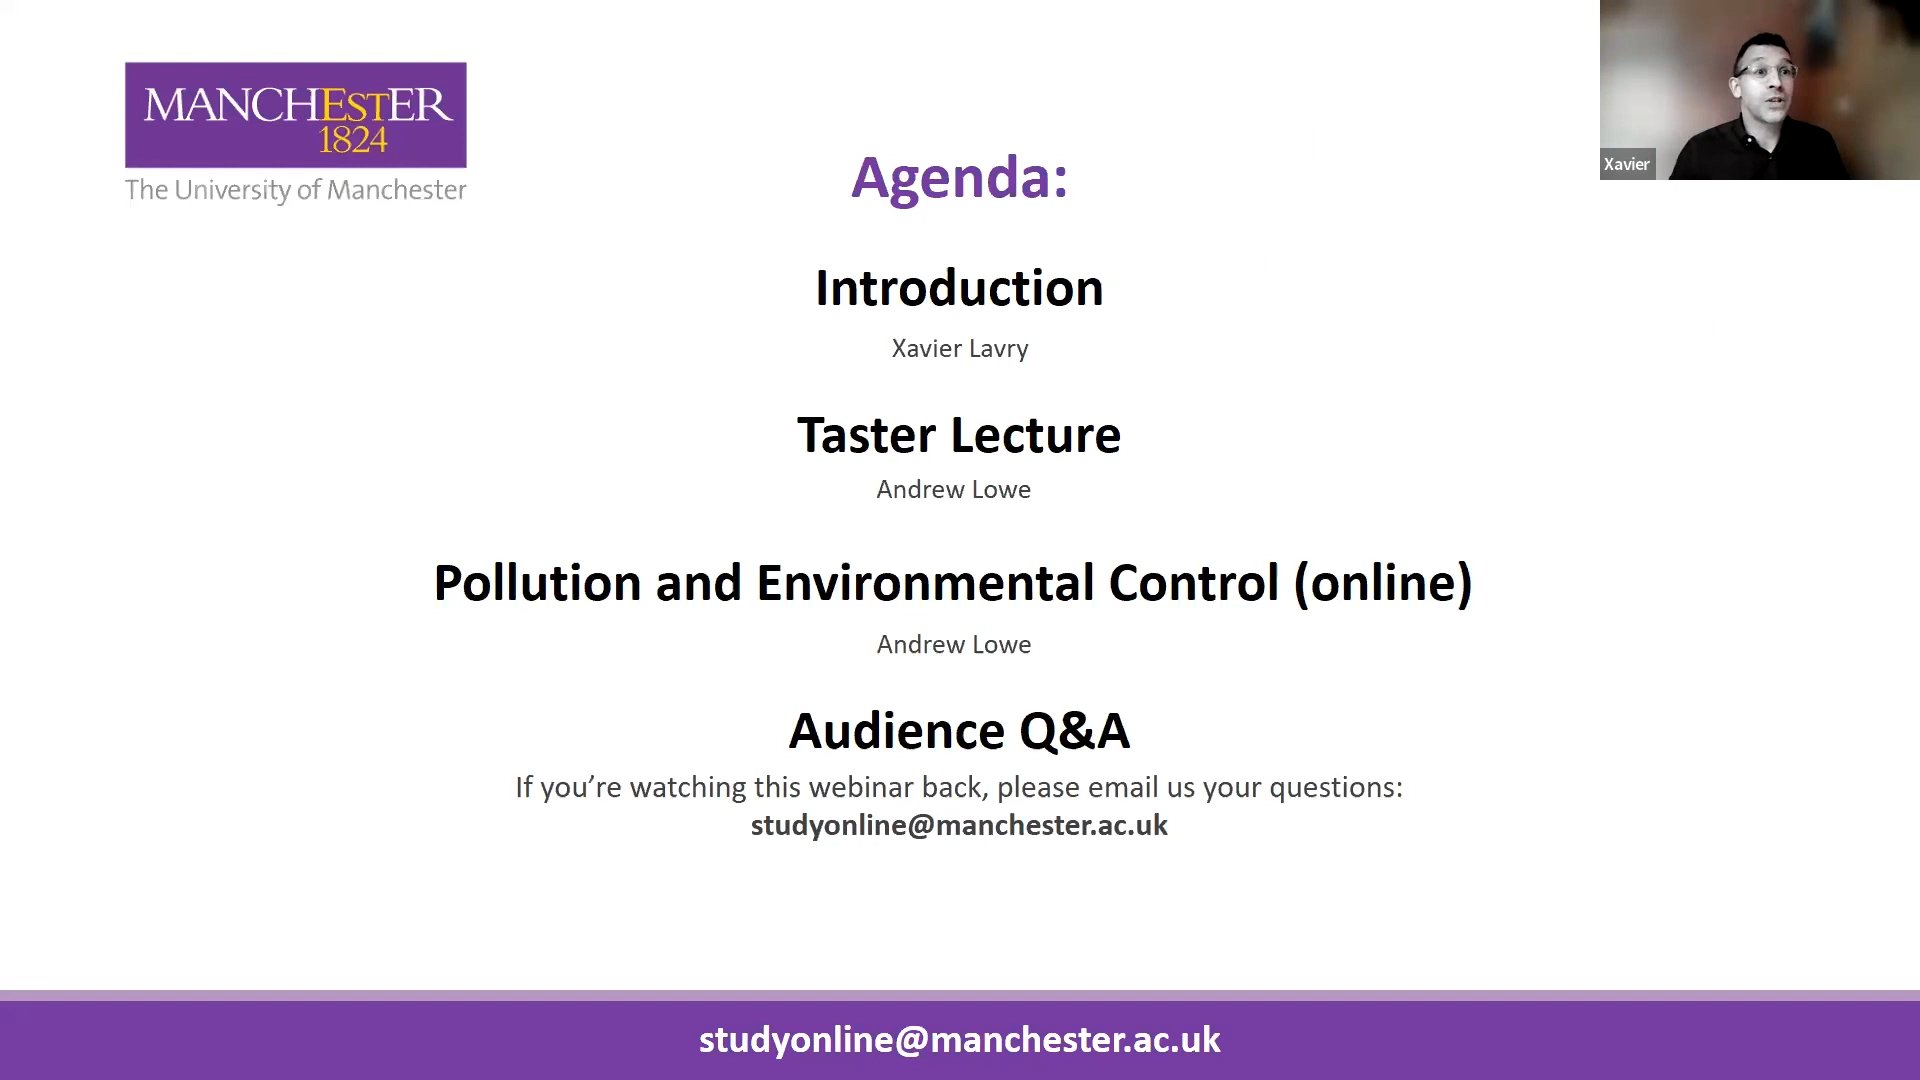 MANCHEStER
1824
The University of Manchester
Xavier
Agenda:
Introduction
Xavier Lavry
Taster Lecture
Andrew Lowe
Pollution and Environmental Control (online)
Andrew Lowe
Audience Q&A
If you’re watching this webinar back, please email us your questions:
studyonline@manchester.ac.uk
studyonline@manchester.ac.uk